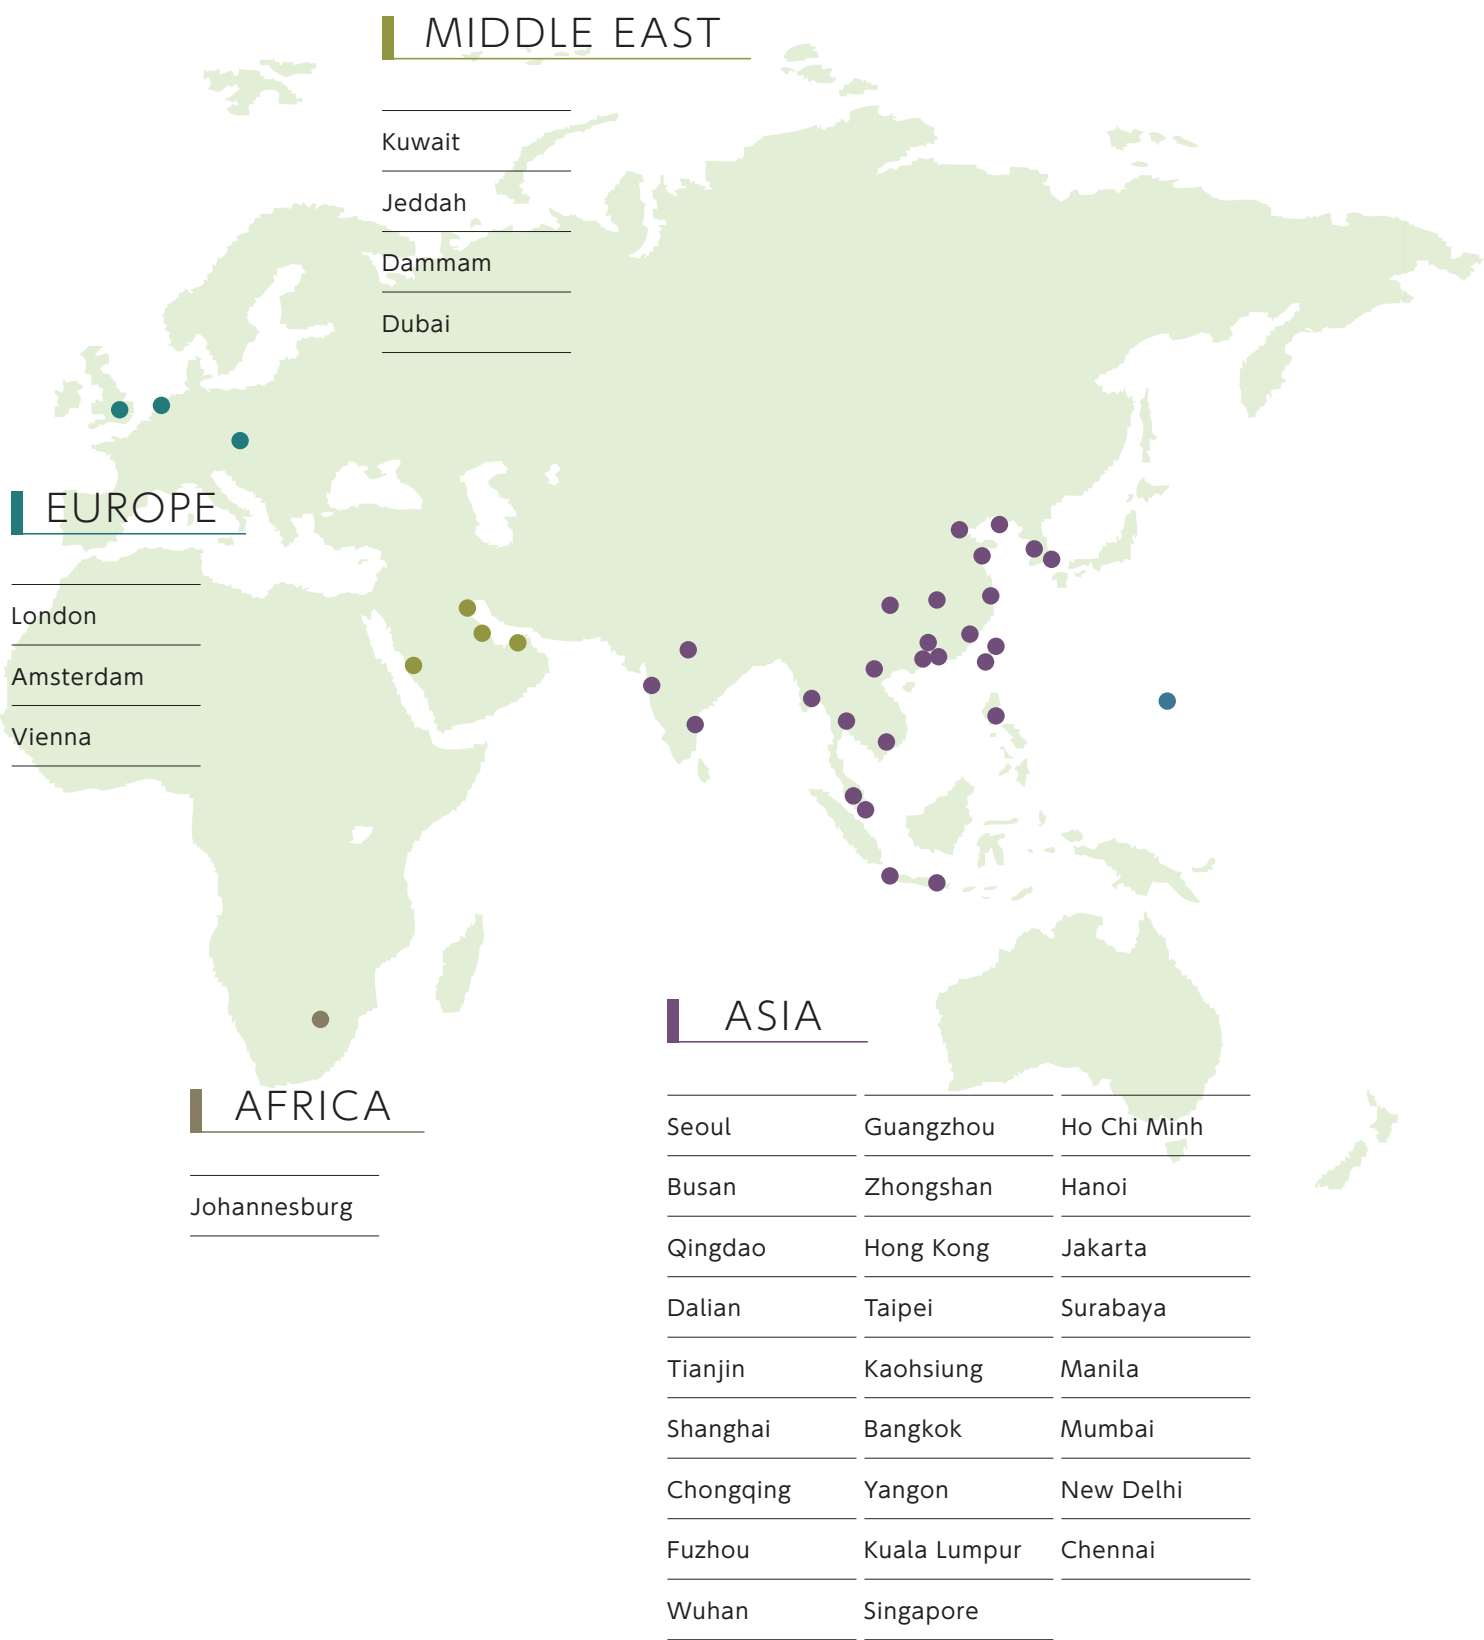 MIDDLE EAST
Kuwait
Jeddah
Dammam
Dubai
EUROPE
London
Amsterdam
Vienna
AFRICA
Johannesburg
ASIA
Seoul
Busan
Qingdao
Dalian
Tianjin
Shanghai
Chongqing
Fuzhou
Wuhan
Guangzhou
Zhongshan
Hong Kong
Taipei
Kaohsiung
Bangkok
Yangon
Kuala Lumpur
Singapore
Ho Chi Minh
Hanoi
Jakarta
Surabaya
Manila
Mumbai
New Delhi
Chennai